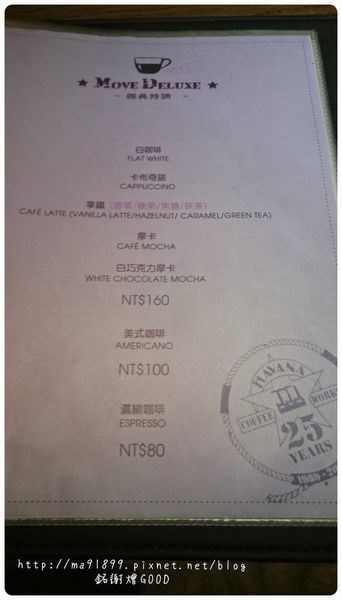 ★ MOVE DELUXE ★
~ 經典特調 ~
白咖啡
FLAT WHITE
卡布奇諾
CAPPUCCINO
拿鐵（香草/榛果/焦糖/抹茶）
CAFÉ LATTE (VANILLA LATTE/HAZELNUT/ CARAMEL/GREEN TEA)
摩卡
CAFÉ MOCHA
白巧克力摩卡
WHITE CHOCOLATE MOCHA
NT$160
美式咖啡
AMERICANO
NT$100
濃縮咖啡
ESPRESSO
NT$80
HAVANA
COFFEE WORKS
25
YEARS
http://ma91899.pixnet.net/blog
銘謝燴GOOD